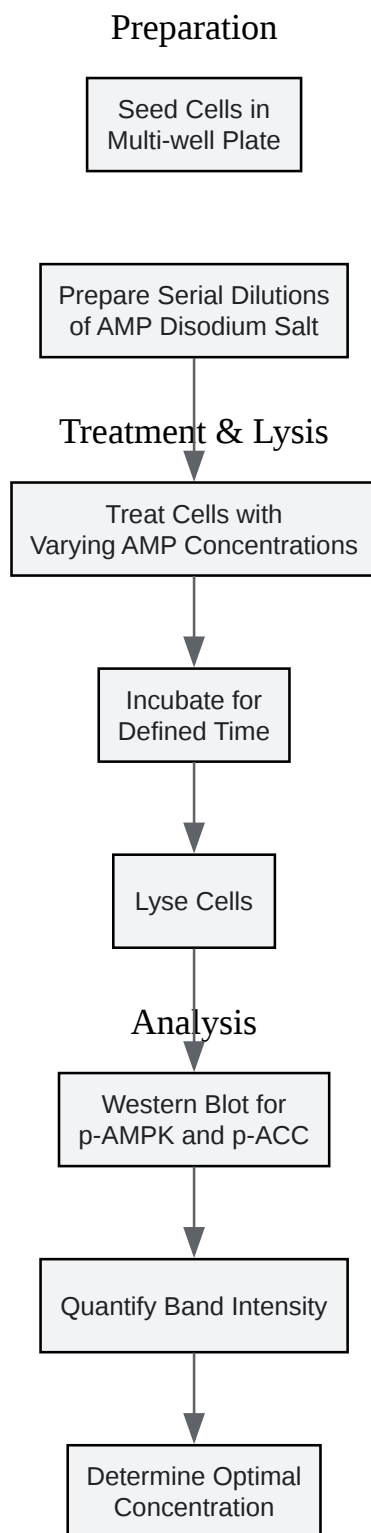 Preparation
Seed Cells in
Multi-well Plate
Prepare Serial Dilutions
of AMP Disodium Salt
Treatment & Lysis
Treat Cells with
Varying AMP Concentrations
Incubate for
Defined Time
Lyse Cells
Analysis
Western Blot for
p-AMPK and p-ACC
Quantify Band Intensity
Determine Optimal
Concentration